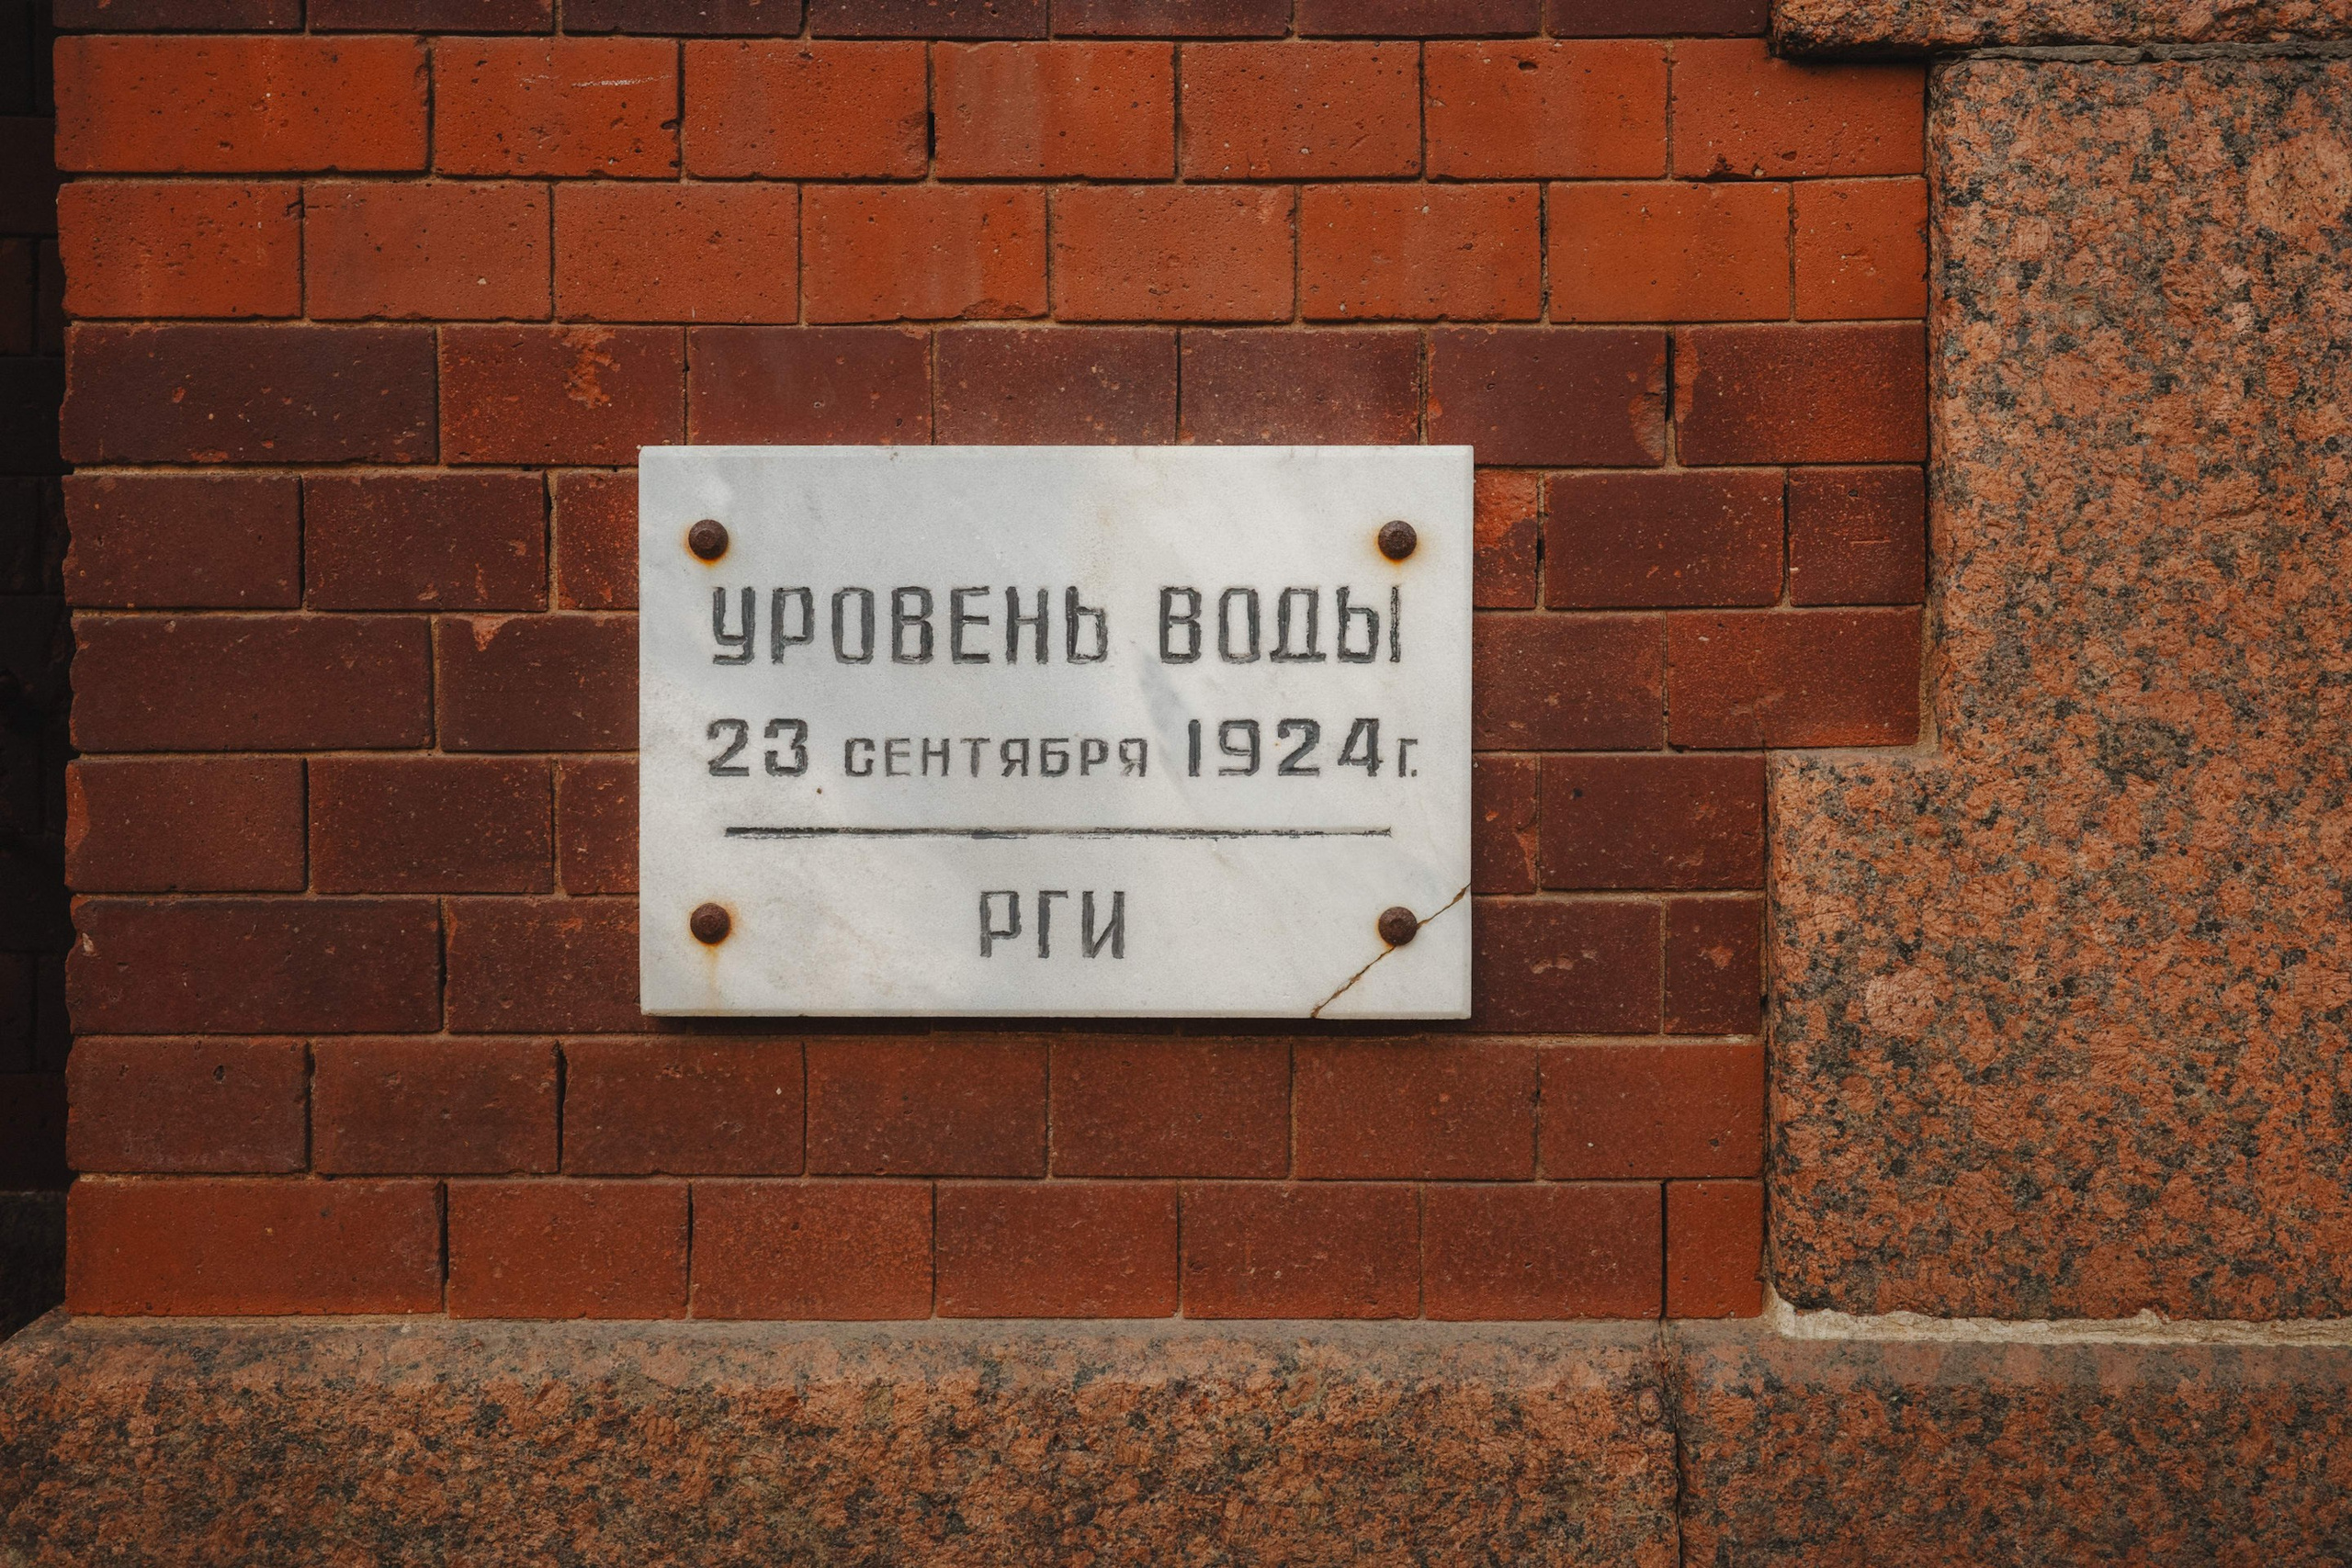 УРОВЕНЬ ВОДЫ
23 СЕНТЯБРЯ 1924 Г.
РГИ